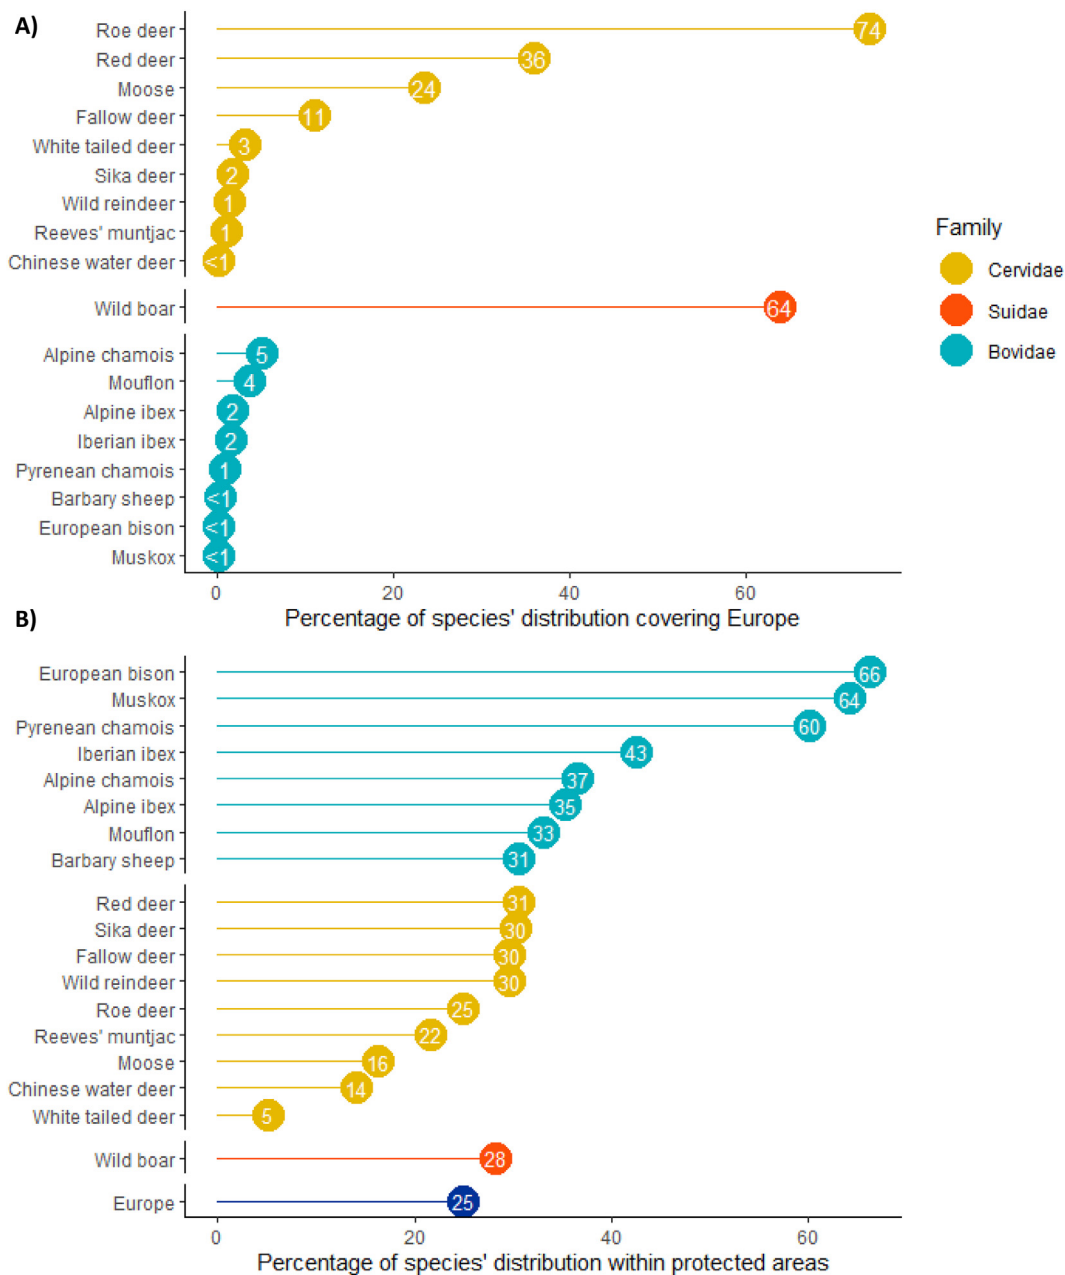 A)
Roe deer 74
Red deer 36
Moose 24
Fallow deer 11
White tailed deer 3
Sika deer 2
Wild reindeer 1
Reeves' muntjac 1
Chinese water deer <1
Wild boar 64
Alpine chamois 5
Mouflon 4
Alpine ibex 2
Iberian ibex 2
Pyrenean chamois 1
Barbary sheep <1
European bison <1
Muskox <1
0 20 40 60
Percentage of species' distribution covering Europe
Family
Cervidae
Suidae
Bovidae
B)
European bison 66
Muskox 64
Pyrenean chamois 60
Iberian ibex 43
Alpine chamois 37
Alpine ibex 35
Mouflon 33
Barbary sheep 31
Red deer 31
Sika deer 30
Fallow deer 30
Wild reindeer 30
Roe deer 25
Reeves' muntjac 22
Moose 16
Chinese water deer 14
White tailed deer 5
Wild boar 28
Europe 25
0 20 40 60
Percentage of species' distribution within protected areas